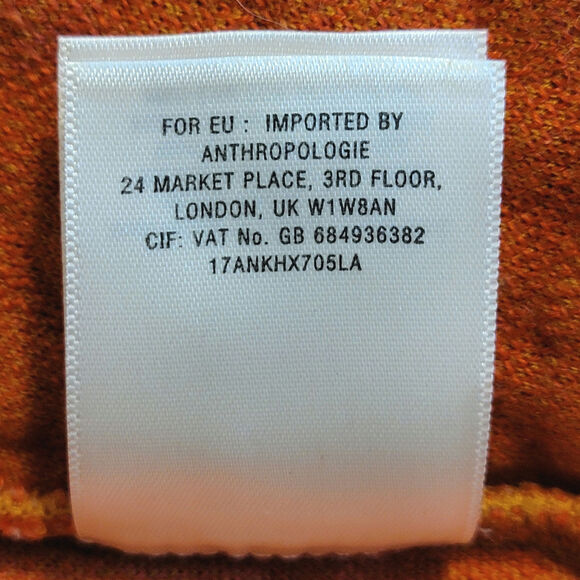 FOR EU : IMPORTED BY
ANTHROPOLOGIE
24 MARKET PLACE, 3RD FLOOR,
LONDON, UK W1W8AN
CIF: VAT No. GB 684936382
17ANKHX705LA